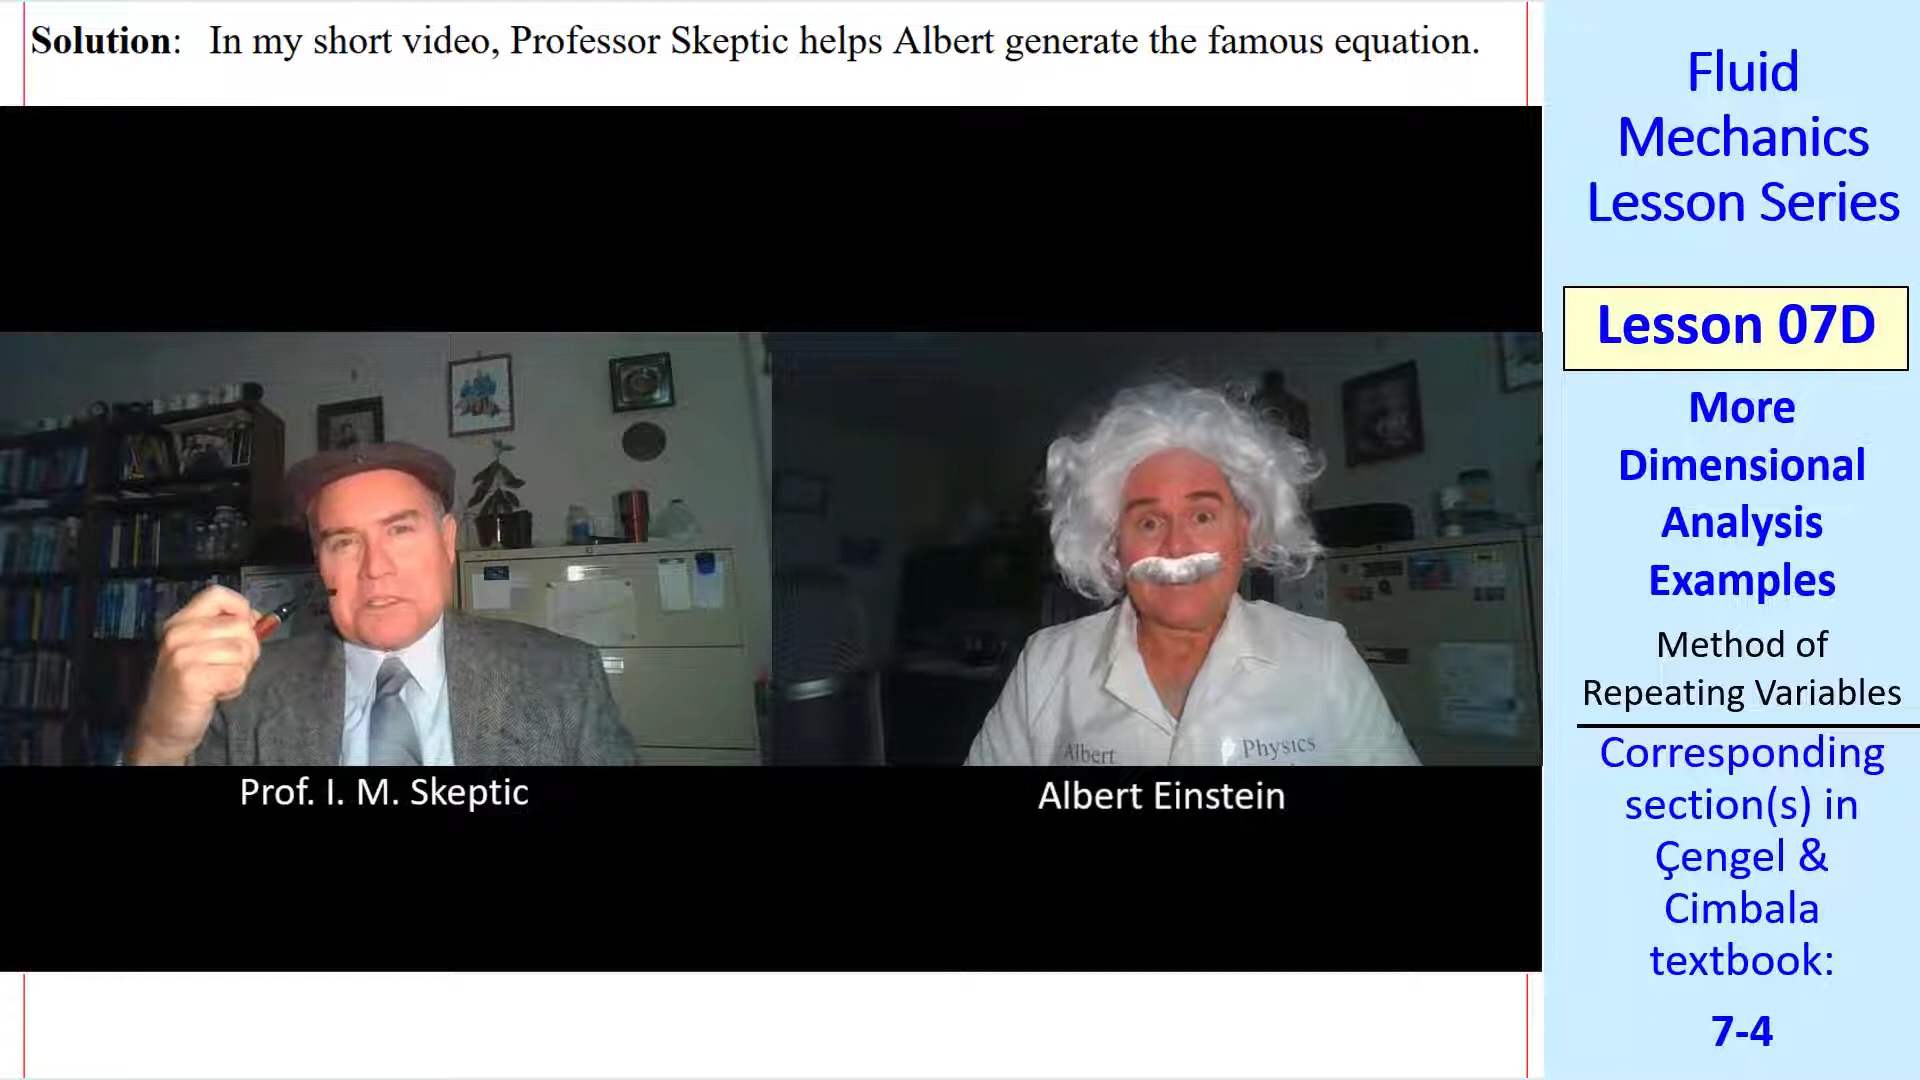 Solution: In my short video, Professor Skeptic helps Albert generate the famous equation.
Albert
Physics
Prof. I. M. Skeptic
Albert Einstein
Fluid
Mechanics
Lesson Series
Lesson 07D
More
Dimensional
Analysis
Examples
Method of
Repeating Variables
Corresponding
section(s) in
Çengel &
Cimbala
textbook:
7-4